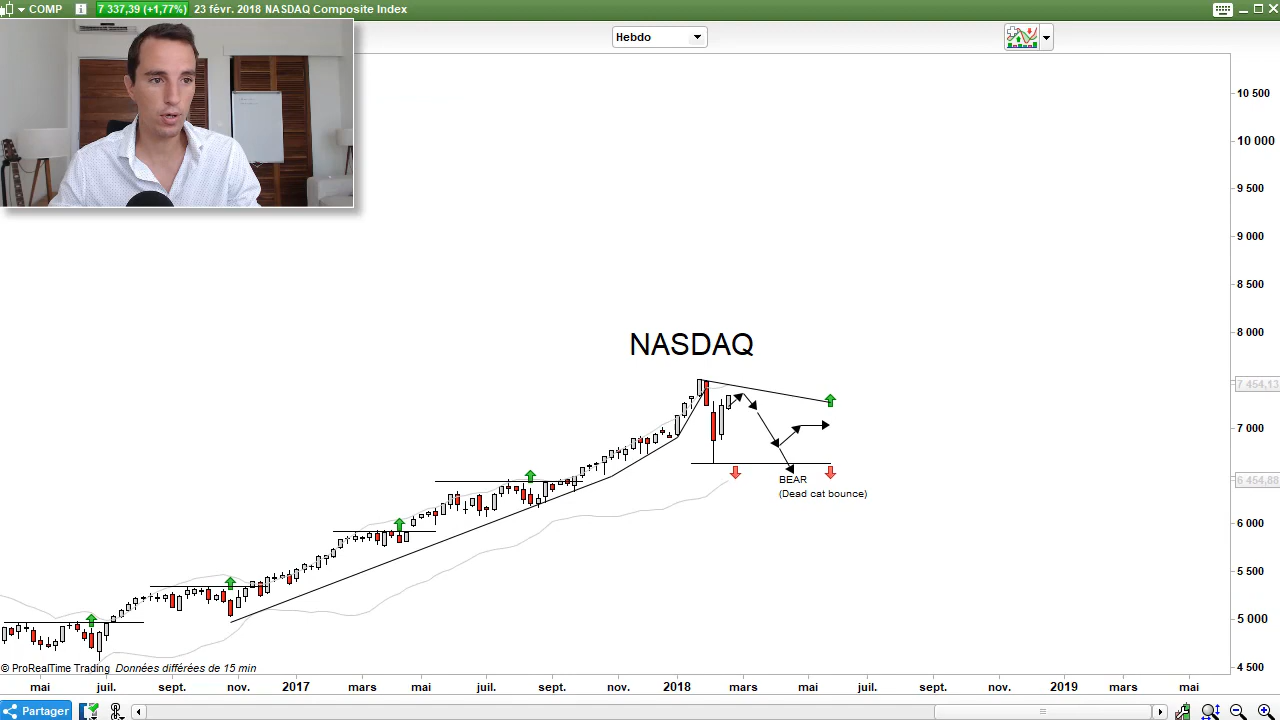 COMP 7 337,39 (+1,77%) 23 févr. 2018 NASDAQ Composite Index
Hebdo
10 500
10 000
9 500
9 000
8 500
8 000
NASDAQ
7 454,13
7 000
BEAR
6 454,88
(Dead cat bounce)
6 000
5 500
5 000
© ProRealTime Trading Données différées de 15 min
4 500
mai juil. sept. nov. 2017 mars mai juil. sept. nov. 2018 mars mai juil. sept. nov. 2019 mars mai
Partager